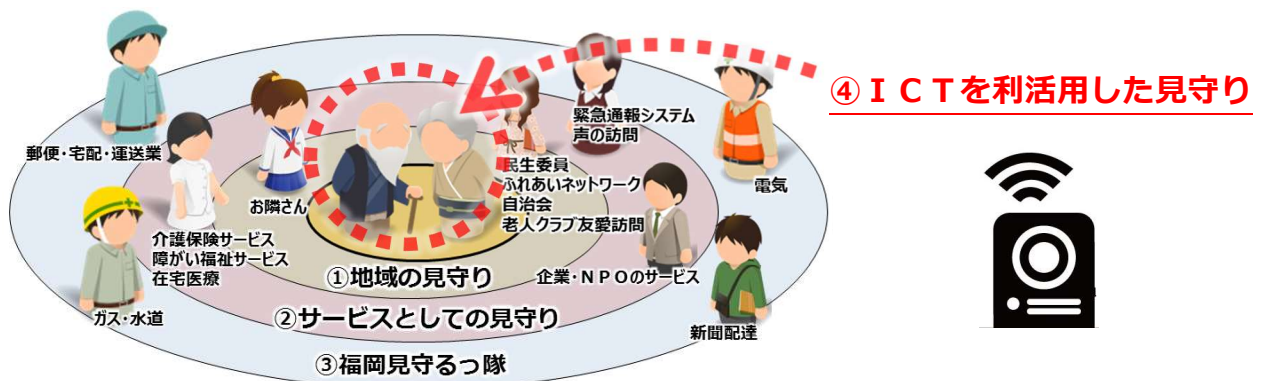 ④ＩＣＴを利活用した見守り
緊急通報システム
声の訪問
郵便・宅配・運送業
民生委員
ふれあいネットワーク
自治会
老人クラブ友愛訪問
電気
お隣さん
介護保険サービス
障がい福祉サービス
在宅医療
①地域の見守り
企業・ＮＰＯのサービス
ガス・水道
②サービスとしての見守り
新聞配達
③福岡見守るっ隊